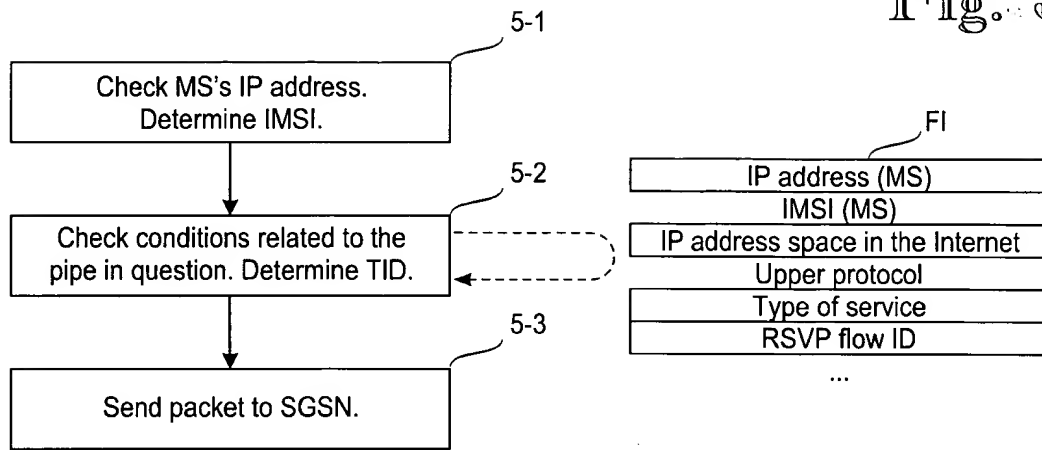 Fig.
5-1
Check MS's IP address.
Determine IMSI.
5-2
Check conditions related to the
pipe in question. Determine TID.
5-3
Send packet to SGSN.
FI
IP address (MS)
IMSI (MS)
IP address space in the Internet
Upper protocol
Type of service
RSVP flow ID
...